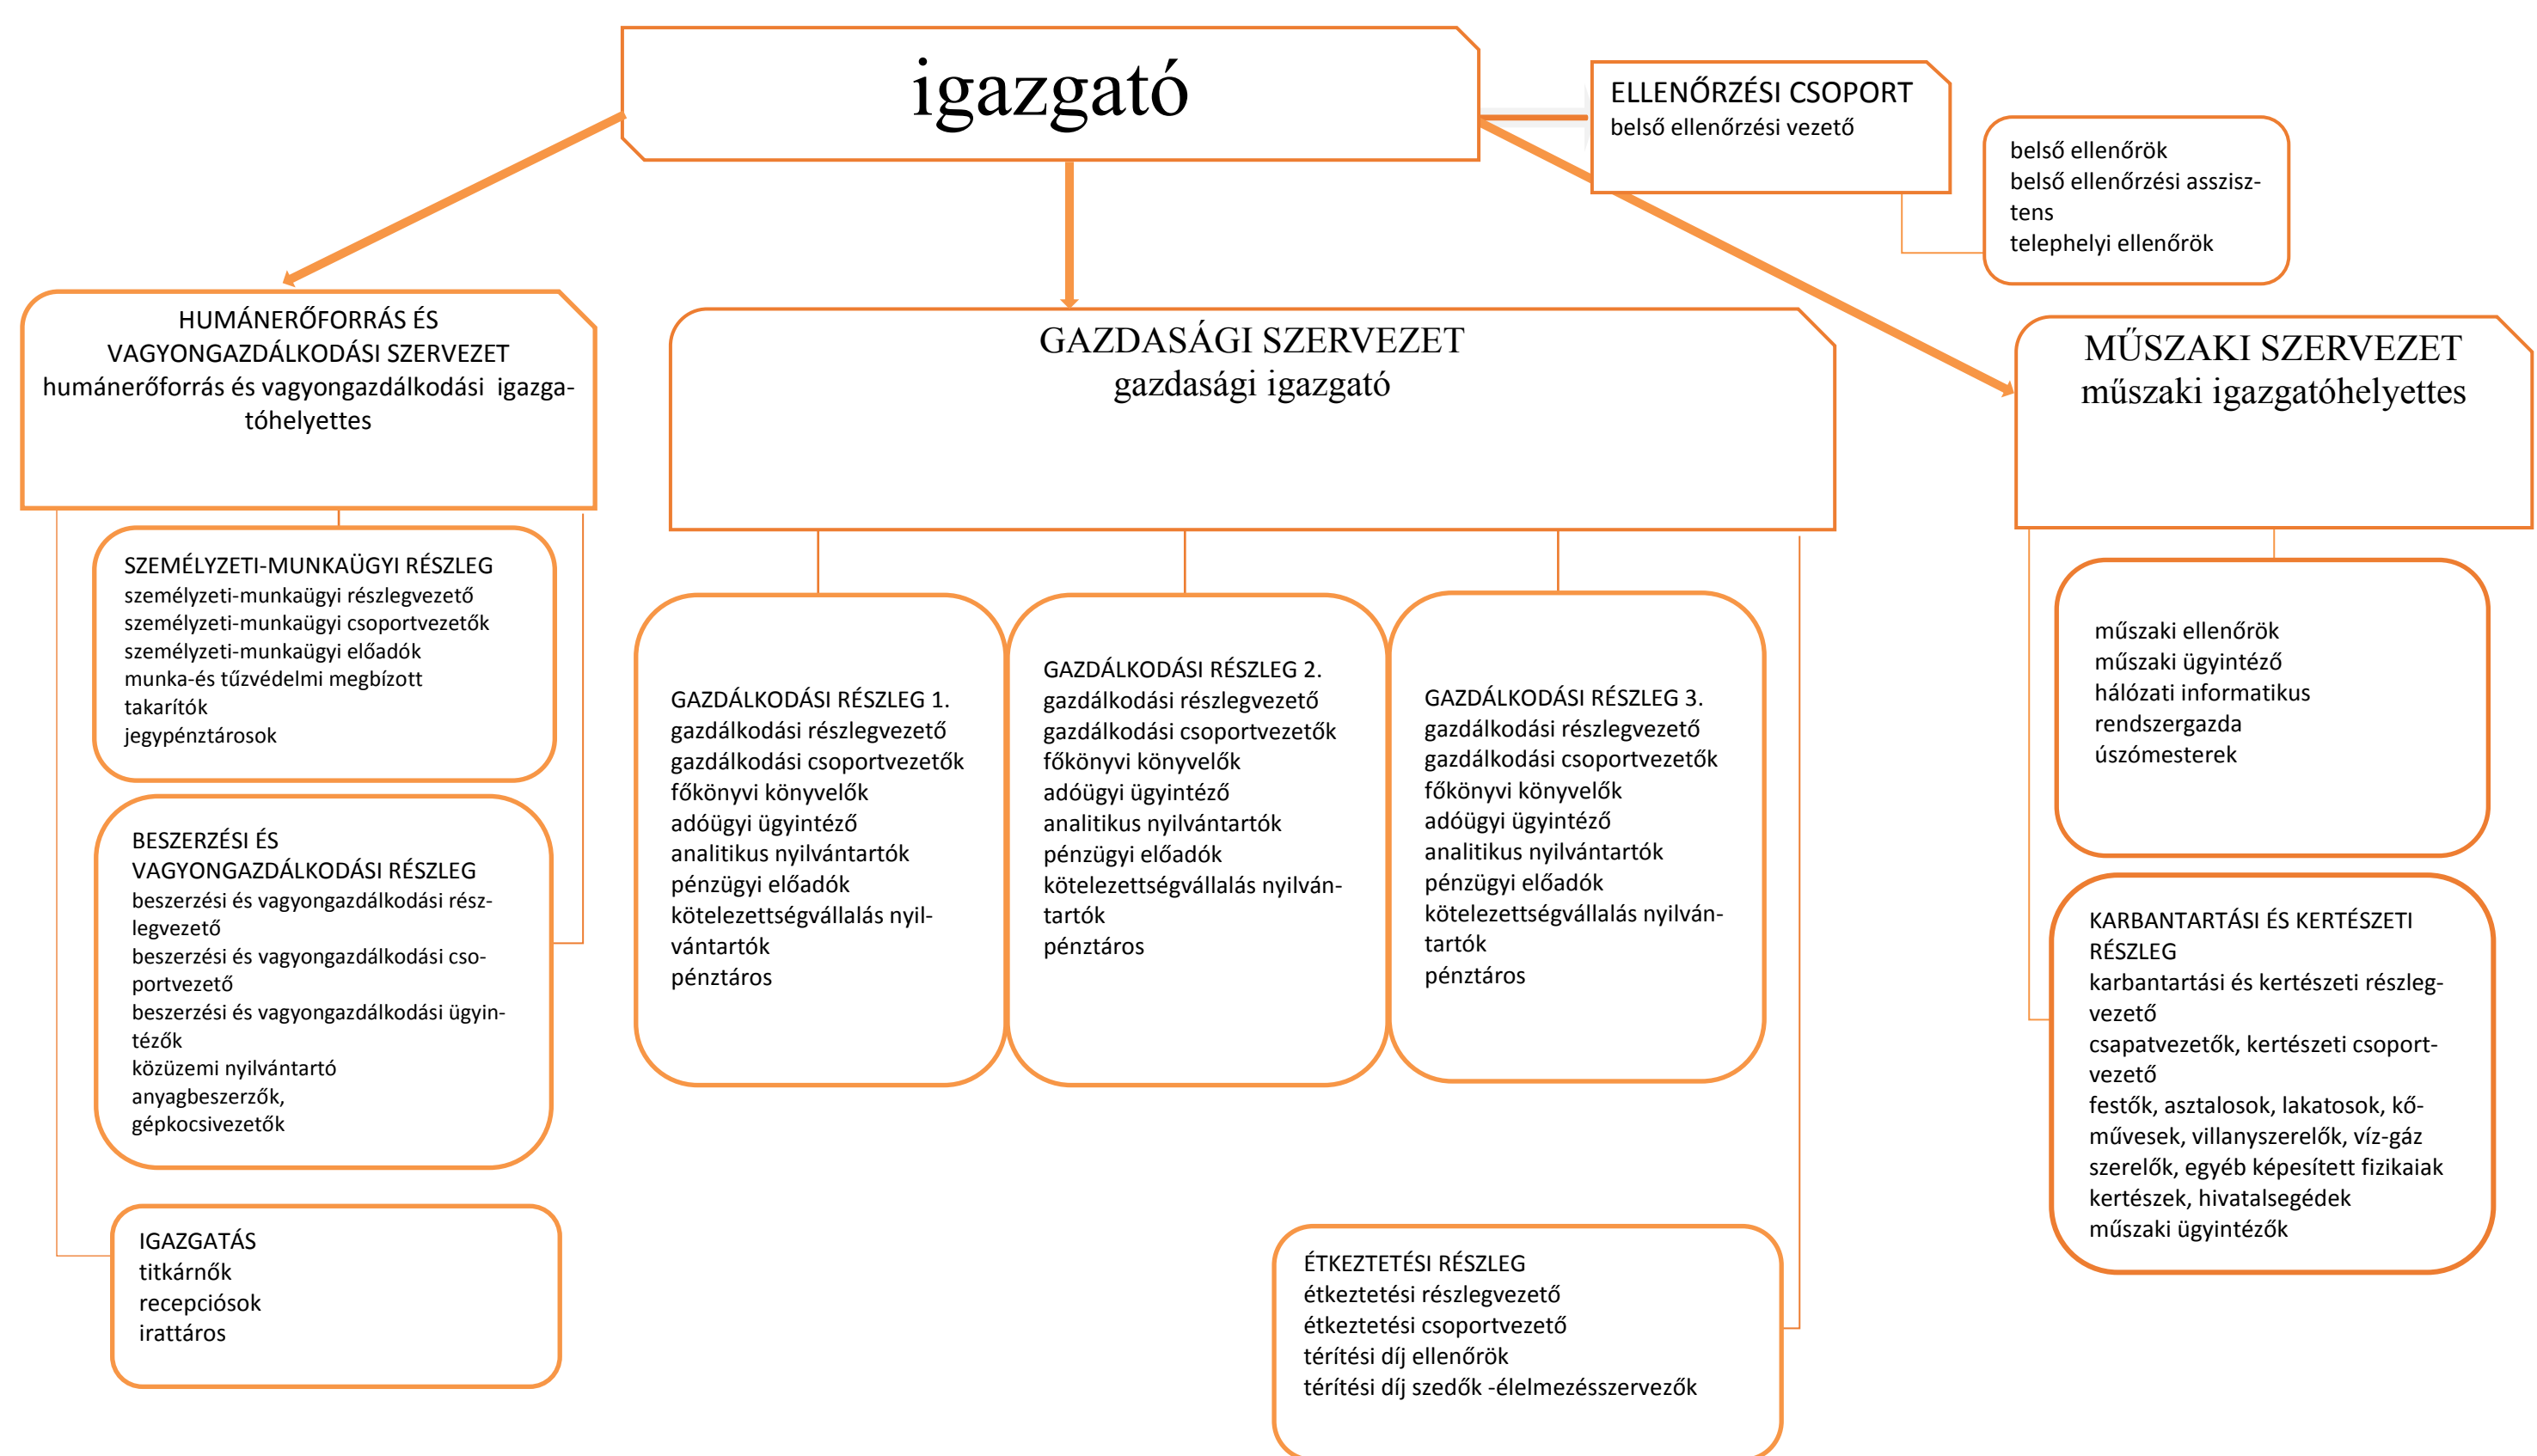 igazgató
ELLENŐRZÉSI CSOPORT
belső ellenőrzési vezető
belső ellenőrök
belső ellenőrzési asszisz-
tens
telephelyi ellenőrök
HUMÁNERŐFORRÁS ÉS
VAGYONGAZDÁLKODÁSI SZERVEZET
humánerőforrás és vagyongazdálkodási igazga-
tóhelyettes
GAZDASÁGI SZERVEZET
gazdasági igazgató
MŰSZAKI SZERVEZET
műszaki igazgatóhelyettes
SZEMÉLYZETI-MUNKAÜGYI RÉSZLEG
személyzeti-munkaügyi részlegvezető
személyzeti-munkaügyi csoportvezetők
személyzeti-munkaügyi előadók
munka-és tűzvédelmi megbízott
takarítók
jegypénztárosok
BESZERZÉSI ÉS
VAGYONGAZDÁLKODÁSI RÉSZLEG
beszerzési és vagyongazdálkodási rész-
legvezető
beszerzési és vagyongazdálkodási cso-
portvezető
beszerzési és vagyongazdálkodási ügyin-
tézők
közüzemi nyilvántartó
anyagbeszerzők,
gépkocsivezetők
IGAZGATÁS
titkárnők
recepciósok
irattáros
GAZDÁLKODÁSI RÉSZLEG 1.
gazdálkodási részlegvezető
gazdálkodási csoportvezetők
főkönyvi könyvelők
adóügyi ügyintéző
analitikus nyilvántartók
pénzügyi előadók
kötelezettségvállalás nyil-
vántartók
pénztáros
GAZDÁLKODÁSI RÉSZLEG 2.
gazdálkodási részlegvezető
gazdálkodási csoportvezetők
főkönyvi könyvelők
adóügyi ügyintéző
analitikus nyilvántartók
pénzügyi előadók
kötelezettségvállalás nyilván-
tartók
pénztáros
GAZDÁLKODÁSI RÉSZLEG 3.
gazdálkodási részlegvezető
gazdálkodási csoportvezetők
főkönyvi könyvelők
adóügyi ügyintéző
analitikus nyilvántartók
pénzügyi előadók
kötelezettségvállalás nyilván-
tartók
pénztáros
ÉTKEZTETÉSI RÉSZLEG
étkeztetési részlegvezető
étkeztetési csoportvezető
térítési díj ellenőrök
térítési díj szedők -élelmezésszervezők
műszaki ellenőrök
műszaki ügyintéző
hálózati informatikus
rendszergazda
úszómesterek
KARBANTARTÁSI ÉS KERTÉSZETI
RÉSZLEG
karbantartási és kertészeti részleg-
vezető
csapatvezetők, kertészeti csoport-
vezető
festők, asztalosok, lakatosok, kő-
művesek, villanyszerelők, víz-gáz
szerelők, egyéb képesített fizikaiak
kertészek, hivatalsegédek
műszaki ügyintézők